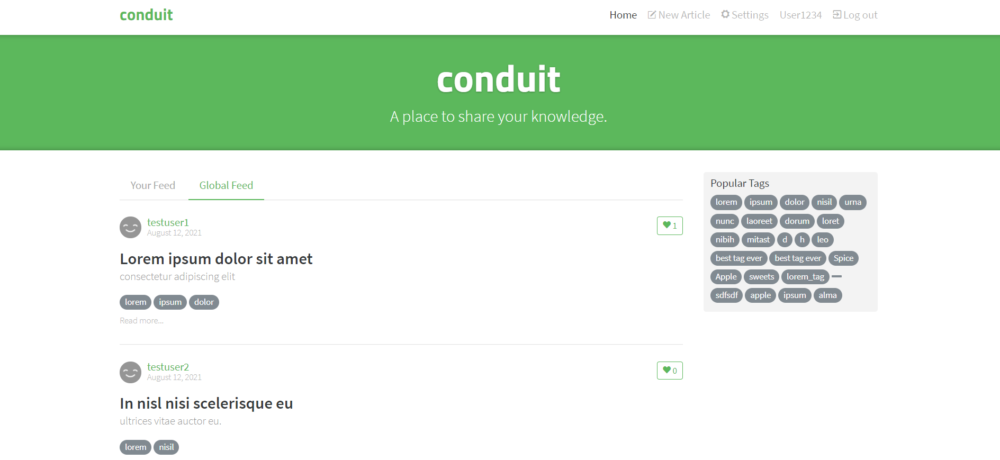 conduit
Home New Article Settings User1234 Log out
conduit
A place to share your knowledge.
Your Feed Global Feed
testuser1
August 12, 2021
1
Lorem ipsum dolor sit amet
consectetur adipiscing elit
lorem ipsum dolor
Read more...
testuser2
August 12, 2021
0
In nisl nisi scelerisque eu
ultrices vitae auctor eu.
lorem nisil
Popular Tags
lorem ipsum dolor nisil urna
nunc laoreet dorum loret
nibih mitast d h leo
best tag ever best tag ever Spice
Apple sweets lorem_tag
sdfsdf apple ipsum alma